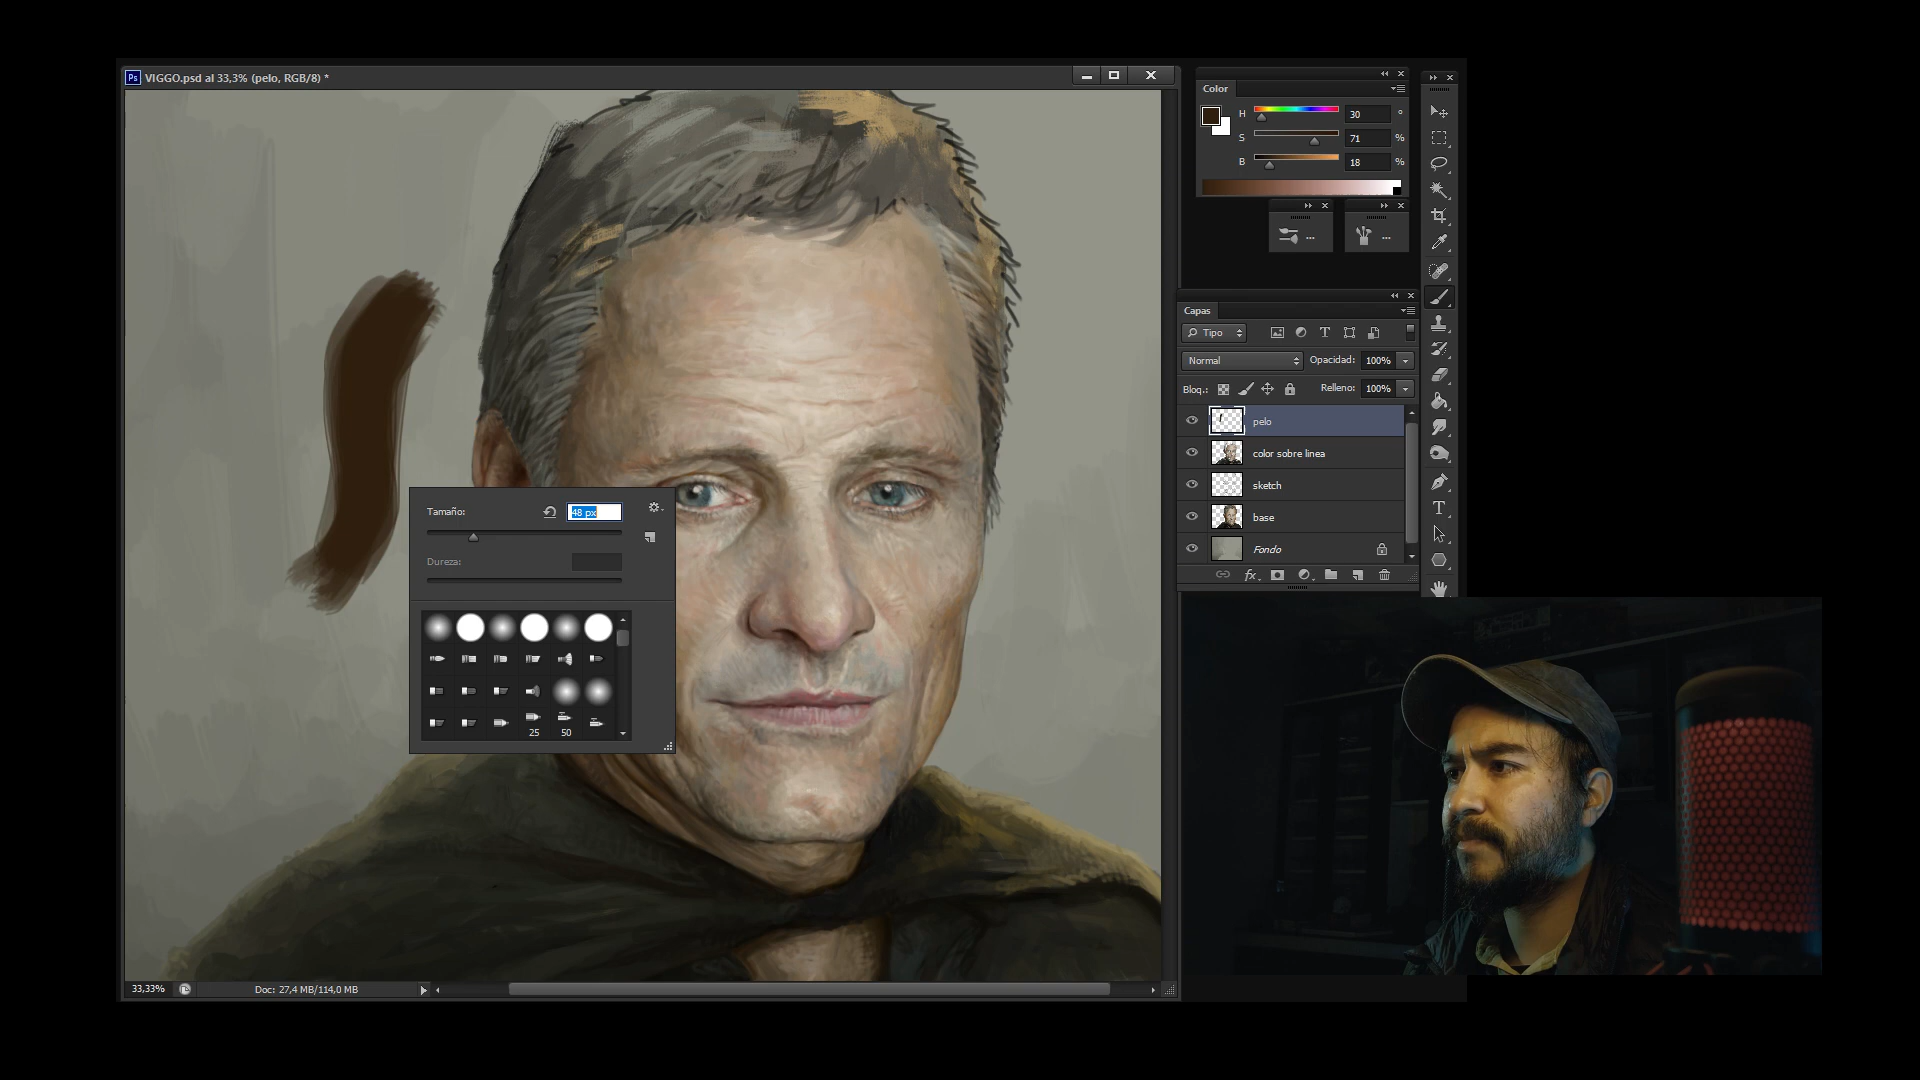 Ps VIGGO.psd al 33,3% (pelo, RGB/8) *
Color
H 30 °
S 71 %
B 18 %
Capas
Tipo
Normal Opacidad: 100%
Bloq.: Relleno: 100%
pelo
color sobre linea
sketch
base
Fondo
fx
T
Tamaño: 48 px
Dureza:
25 50
33,33% Doc: 27,4 MB/114,0 MB